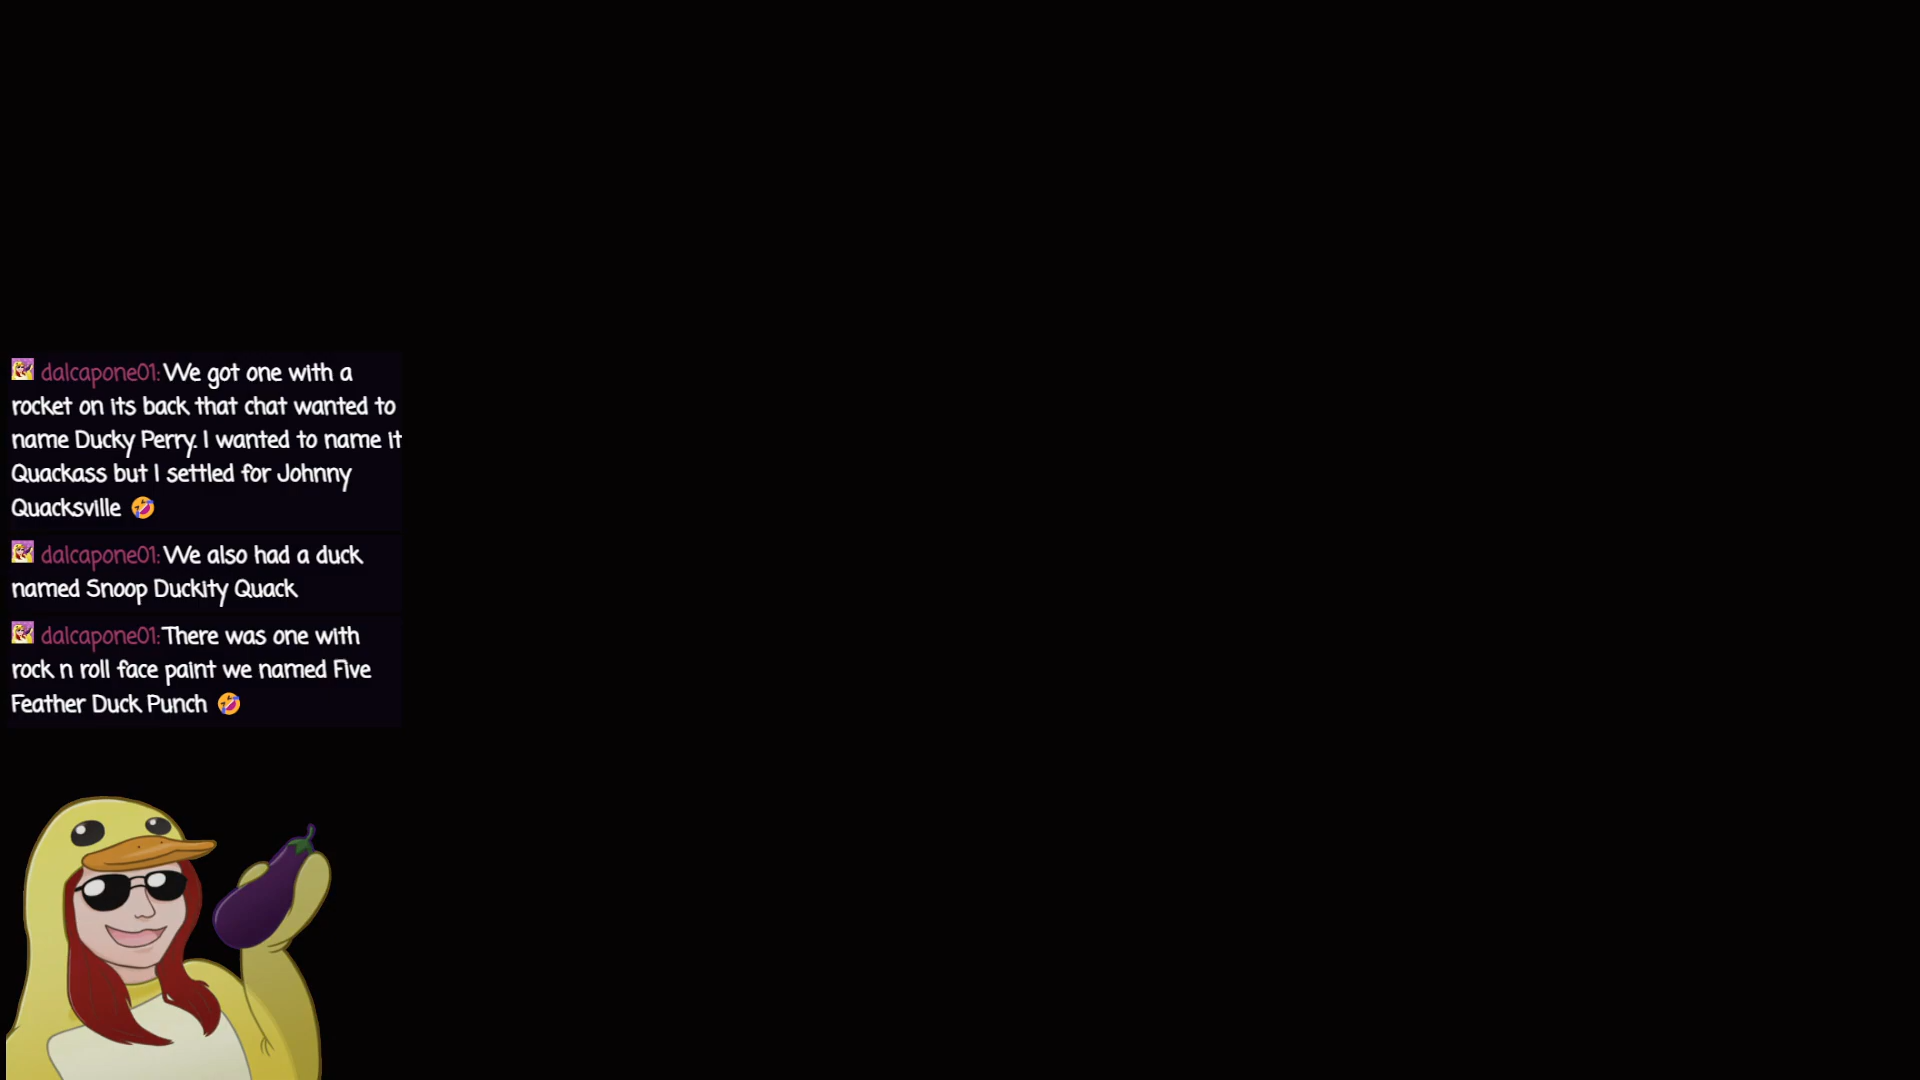 dalcapone01: We got one with a
rocket on its back that chat wanted to
name Ducky Perry. I wanted to name it
Quackass but I settled for Johnny
Quacksville 🤣
dalcapone01: We also had a duck
named Snoop Duckity Quack
dalcapone01: There was one with
rock n roll face paint we named Five
Feather Duck Punch 🤣